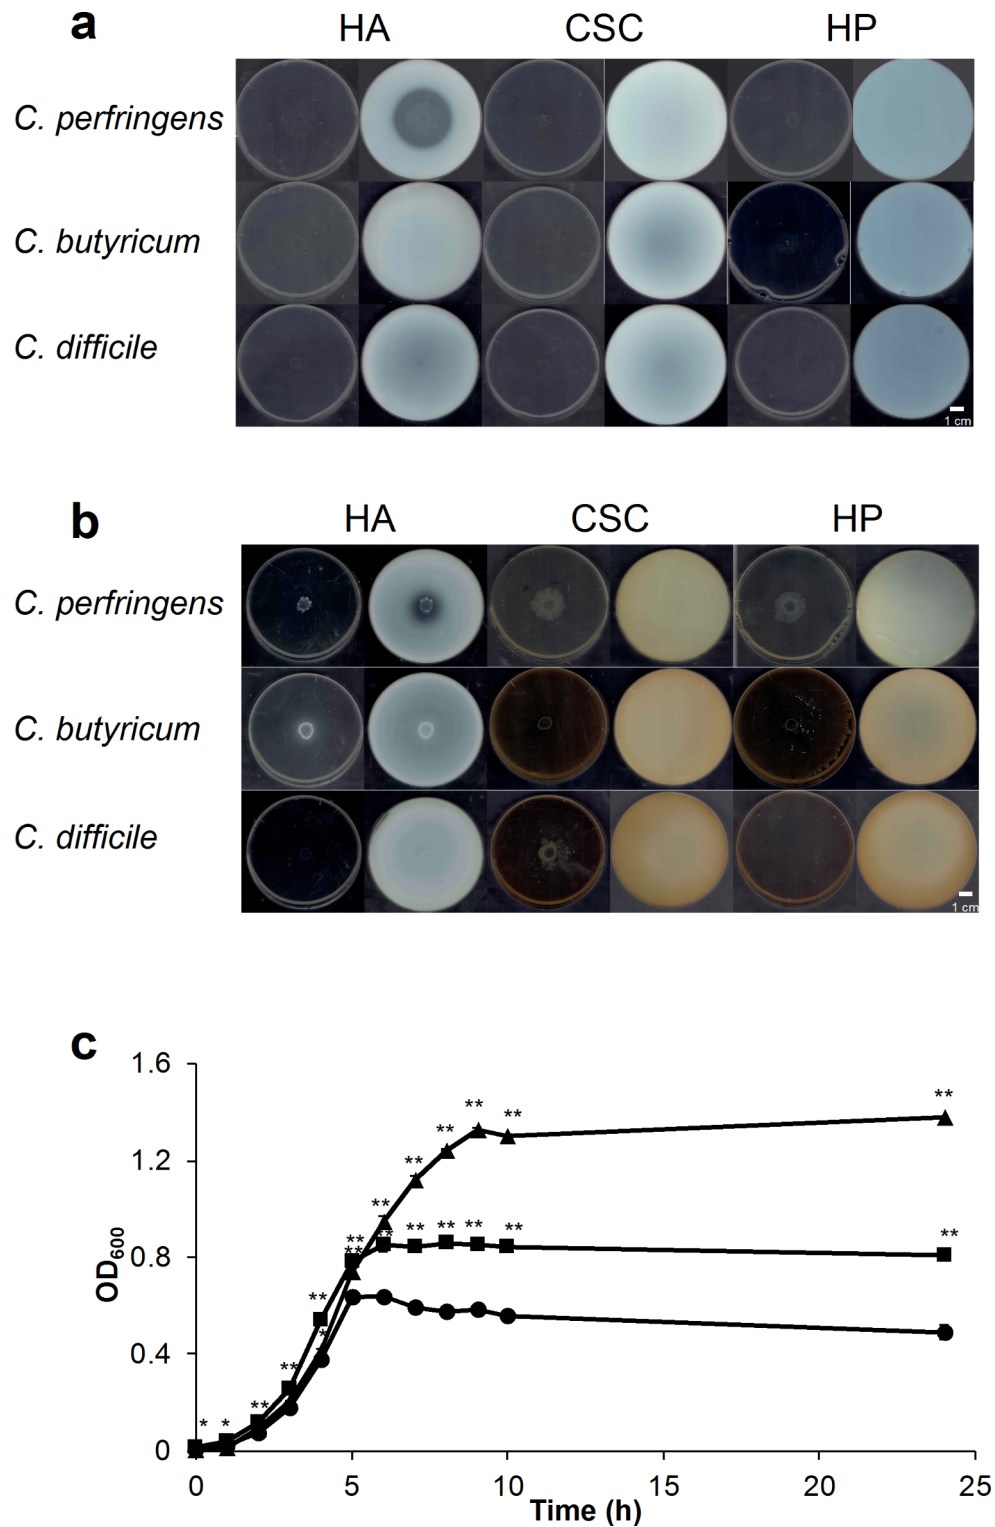 a
HA CSC HP
C. perfringens
C. butyricum
C. difficile
1 cm
b
HA CSC HP
C. perfringens
C. butyricum
C. difficile
1 cm
c
1.6
1.2
0.8
0.4
0
OD600
** ** ** ** ** ** ** ** ** ** ** ** ** ** ** ** ** * * *
0 5 10 15 20 25
Time (h)